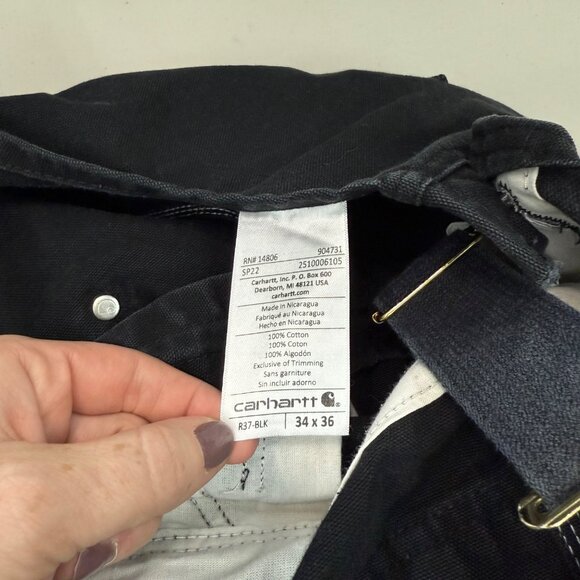 RN# 14806 904731
SP22 2510006105
Carhartt, Inc. P. O. Box 600
Dearborn, MI 48121 USA
carhartt.com
Made in Nicaragua
Fabriqué au Nicaragua
Hecho en Nicaragua
100% Cotton
100% Coton
100% Algodón
Exclusive of Trimming
Sans garniture
Sin incluir adorno
carhartt
R37-BLK 34 x 36